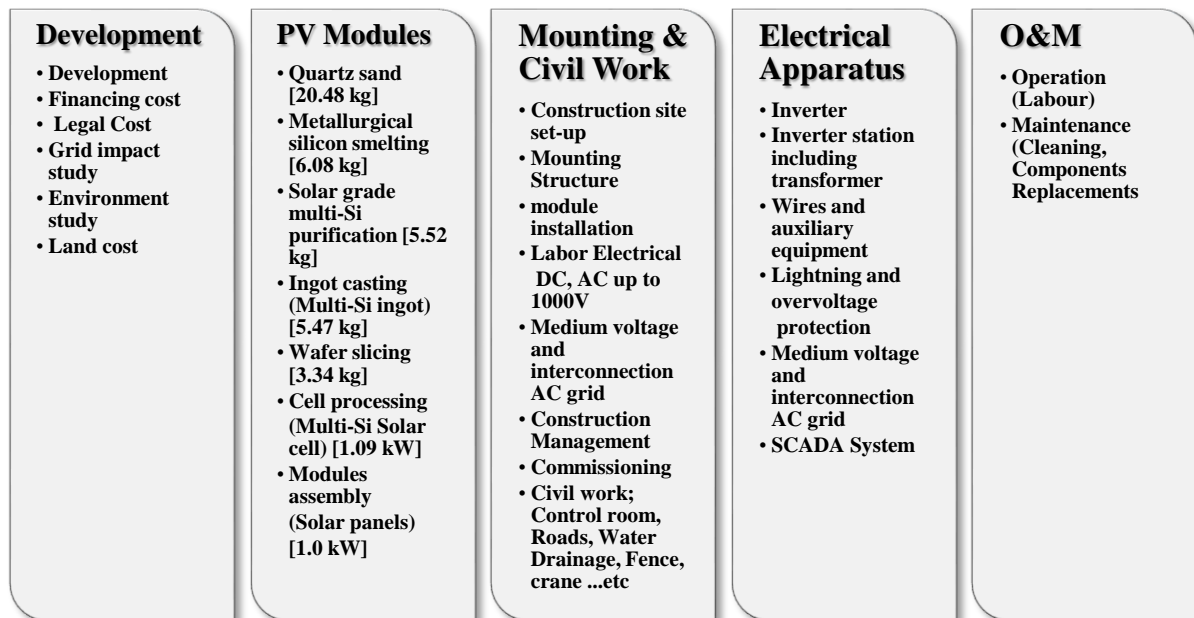 Development
• Development
• Financing cost
• Legal Cost
• Grid impact
study
• Environment
study
• Land cost
PV Modules
• Quartz sand
[20.48 kg]
• Metallurgical
silicon smelting
[6.08 kg]
• Solar grade
multi-Si
purification [5.52
kg]
• Ingot casting
(Multi-Si ingot)
[5.47 kg]
• Wafer slicing
[3.34 kg]
• Cell processing
(Multi-Si Solar
cell) [1.09 kW]
• Modules
assembly
(Solar panels)
[1.0 kW]
Mounting &
Civil Work
• Construction site
set-up
• Mounting
Structure
• module
installation
• Labor Electrical
DC, AC up to
1000V
• Medium voltage
and
interconnection
AC grid
• Construction
Management
• Commissioning
• Civil work;
Control room,
Roads, Water
Drainage, Fence,
crane ...etc
Electrical
Apparatus
• Inverter
• Inverter station
including
transformer
• Wires and
auxiliary
equipment
• Lightning and
overvoltage
protection
• Medium voltage
and
interconnection
AC grid
• SCADA System
O&M
• Operation
(Labour)
• Maintenance
(Cleaning,
Components
Replacements